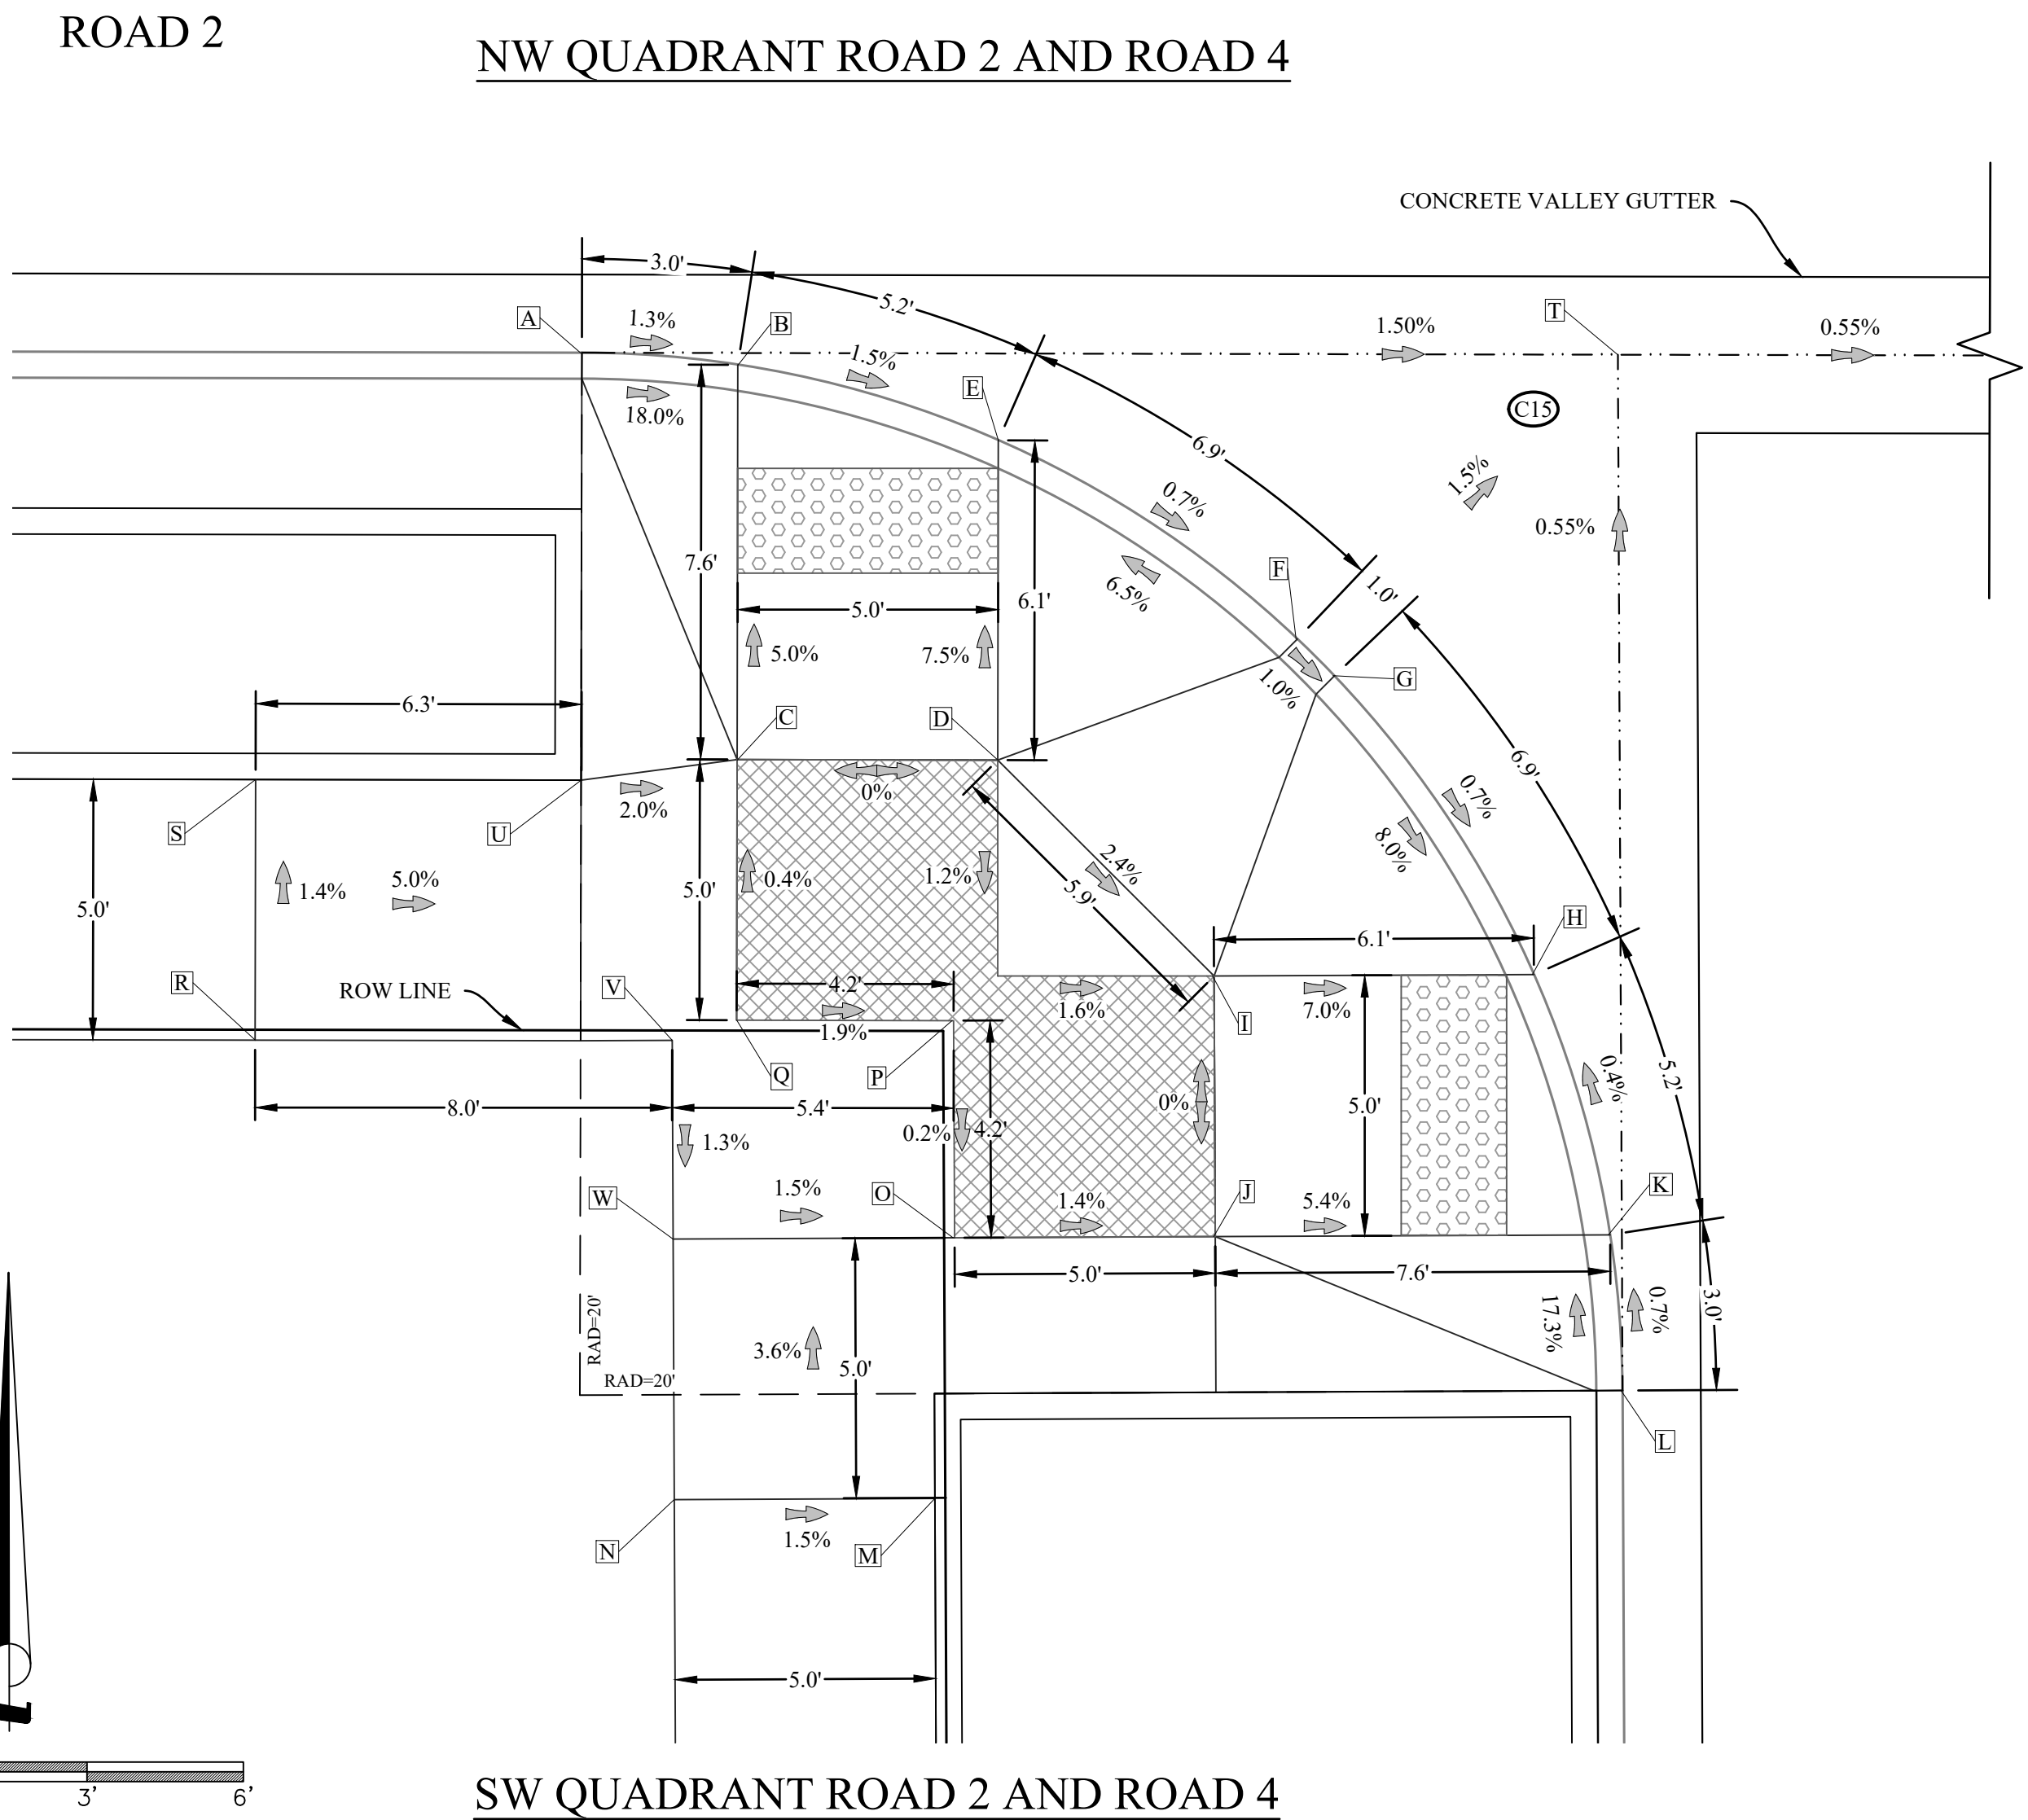 ROAD 2
NW QUADRANT ROAD 2 AND ROAD 4
CONCRETE VALLEY GUTTER
3.0'
5.2'
A
1.3%
B
T
1.50%
0.55%
1.5%
E
18.0%
C15
6.9'
1.5%
0.7%
0.55%
7.6'
6.5%
F
1.0'
5.0'
6.1'
5.0%
7.5%
1.0%
G
6.3'
C
D
6.9'
0%
2.0%
0.7%
S
U
8.0%
2.4%
1.4%
5.0%
5.0'
0.4%
1.2%
5.9'
5.0'
H
6.1'
R
ROW LINE
V
4.2'
1.9%
1.6%
I
7.0%
Q
P
0.4%
5.2'
8.0'
5.4'
0%
5.0'
1.3%
0.2%
4.2'
W
1.5%
O
1.4%
J
5.4%
K
5.0'
7.6'
RAD=20'
17.3%
0.7%
3.0'
3.6%
5.0'
RAD=20'
L
N
1.5%
M
5.0'
3'
6'
SW QUADRANT ROAD 2 AND ROAD 4